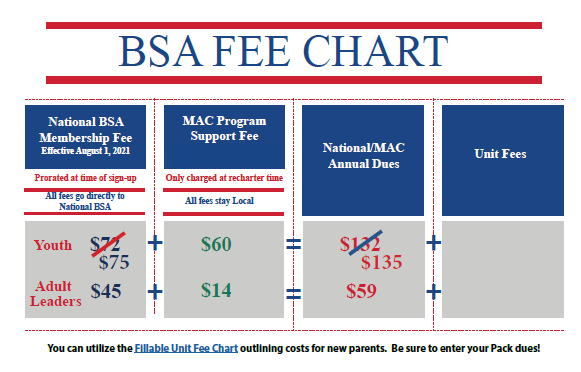 BSA FEE CHART
National BSA
Membership Fee
Effective August 1, 2021
Prorated at time of sign-up
All fees go directly to
National BSA
MAC Program
Support Fee
Only charged at recharter time
All fees stay Local
National/MAC
Annual Dues
Unit Fees
Youth $72 + $60 = $132 +
$75 $135
Adult
Leaders $45 + $14 = $59 +
You can utilize the Fillable Unit Fee Chart outlining costs for new parents. Be sure to enter your Pack dues!